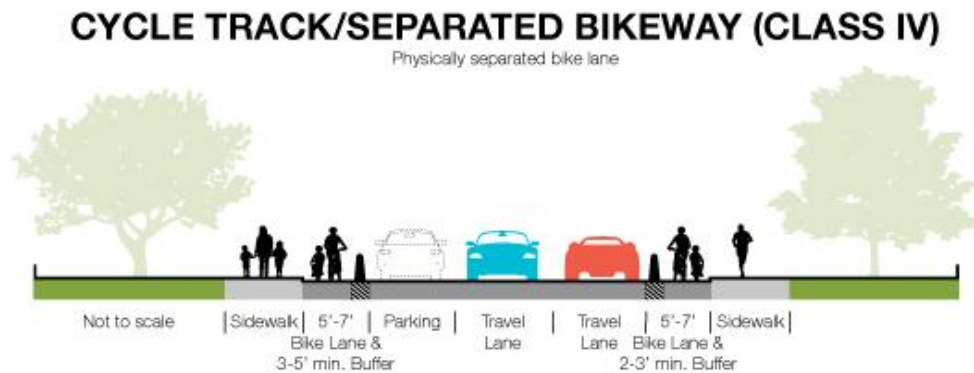 CYCLE TRACK/SEPARATED BIKEWAY (CLASS IV)
Physically separated bike lane
Not to scale
Sidewalk
5'-7'
Bike Lane &
3-5' min. Buffer
Parking
Travel
Lane
Travel
Lane
5'-7'
Bike Lane &
2-3' min. Buffer
Sidewalk